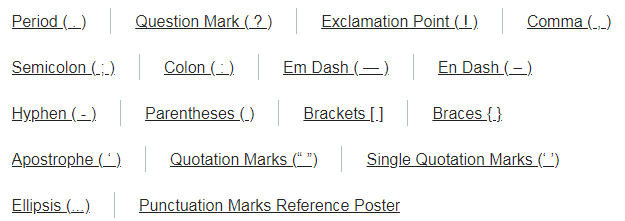 Period ( . ) Question Mark ( ? ) Exclamation Point ( ! ) Comma ( , )
Semicolon ( ; ) Colon ( : ) Em Dash ( — ) En Dash ( – )
Hyphen ( - ) Parentheses ( ) Brackets [ ] Braces { }
Apostrophe ( ‘ ) Quotation Marks (“ ”) Single Quotation Marks (‘ ’)
Ellipsis (...) Punctuation Marks Reference Poster